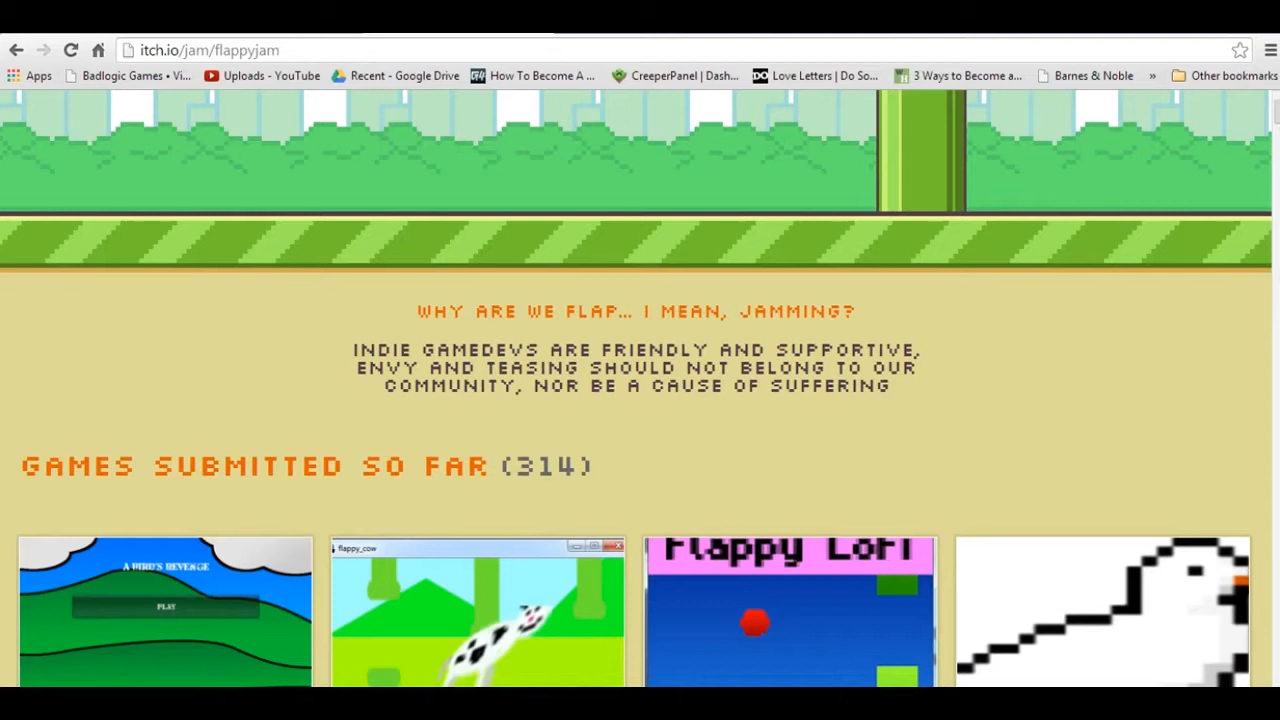 itch.io/jam/flappyjam
Apps Badlogic Games • Vi... Uploads - YouTube Recent - Google Drive How To Become A ... CreeperPanel | Dash... Love Letters | Do So... 3 Ways to Become a... Barnes & Noble » Other bookmarks
WHY ARE WE FLAP... I MEAN, JAMMING?
INDIE GAMEDEVS ARE FRIENDLY AND SUPPORTIVE,
ENVY AND TEASING SHOULD NOT BELONG TO OUR
COMMUNITY, NOR BE A CAUSE OF SUFFERING
GAMES SUBMITTED SO FAR (314)
A BIRD'S REVENGE
PLAY
flappy_cow
Flappy LoFi